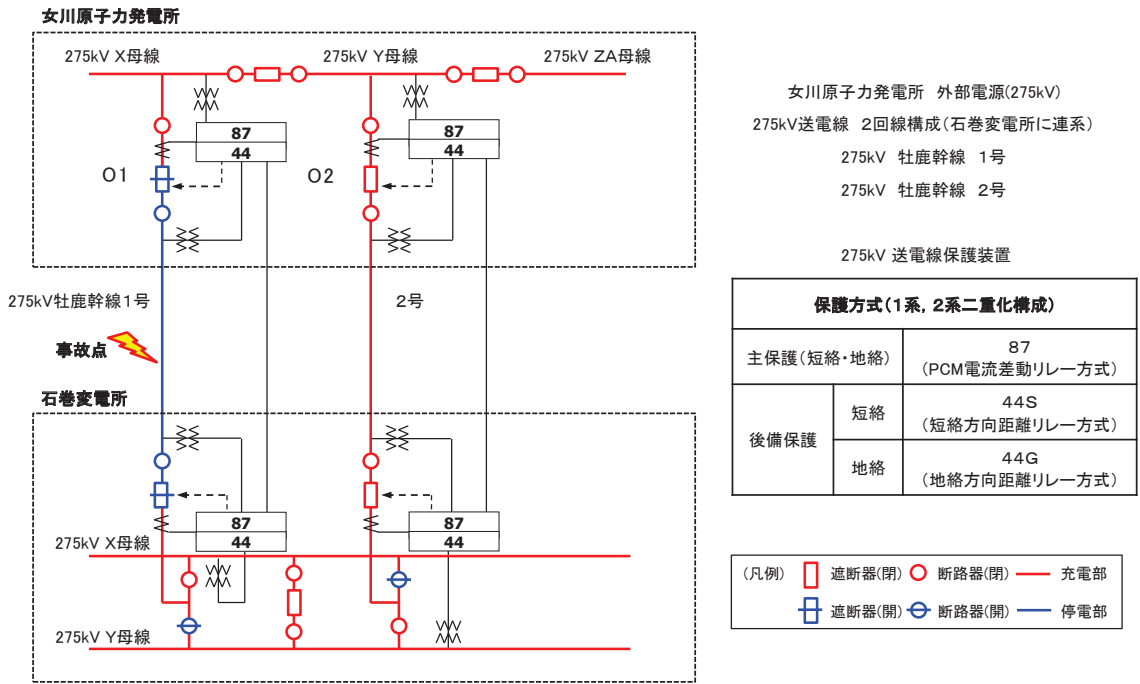 女川原子力発電所
275kV X母線
275kV Y母線
275kV ZA母線
87
44
87
44
O1
O2
275kV牡鹿幹線1号
2号
事故点
石巻変電所
87
44
87
44
275kV X母線
275kV Y母線
女川原子力発電所 外部電源(275kV)
275kV送電線 2回線構成(石巻変電所に連系)
275kV 牡鹿幹線 1号
275kV 牡鹿幹線 2号
275kV 送電線保護装置
保護方式(1系,2系二重化構成)
主保護(短絡・地絡)
87
(PCM電流差動リレー方式)
後備保護
短絡
44S
(短絡方向距離リレー方式)
地絡
44G
(地絡方向距離リレー方式)
(凡例)
遮断器(閉)
断路器(閉)
充電部
遮断器(開)
断路器(開)
停電部